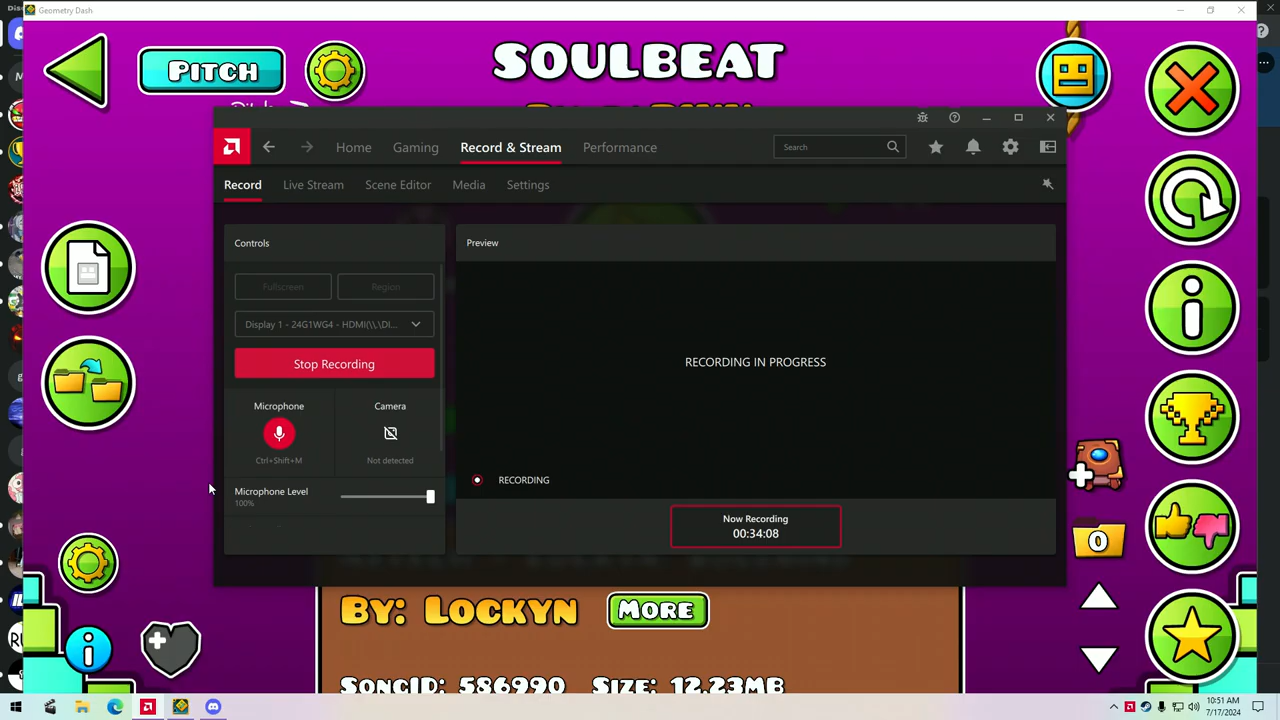 Geometry Dash
Pitch
SOULBEAT
Home
Gaming
Record & Stream
Performance
Search
Record
Live Stream
Scene Editor
Media
Settings
Controls
Preview
Fullscreen
Region
Display 1 - 24G1WG4 - HDMI(\\.\DI...
Stop Recording
RECORDING IN PROGRESS
Microphone
Camera
Ctrl+Shift+M
Not detected
RECORDING
Microphone Level
100%
Now Recording
00:34:08
0
By: Lockyn
More
SongID: 586990 Size: 12.23MB
10:51 AM
7/17/2024